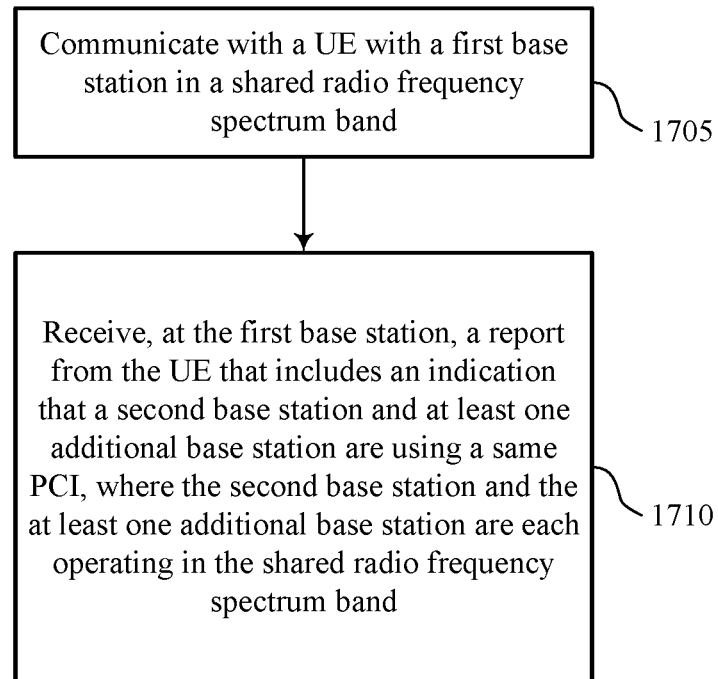 Communicate with a UE with a first base
station in a shared radio frequency
spectrum band
1705
Receive, at the first base station, a report
from the UE that includes an indication
that a second base station and at least one
additional base station are using a same
PCI, where the second base station and the
at least one additional base station are each
operating in the shared radio frequency
spectrum band
1710